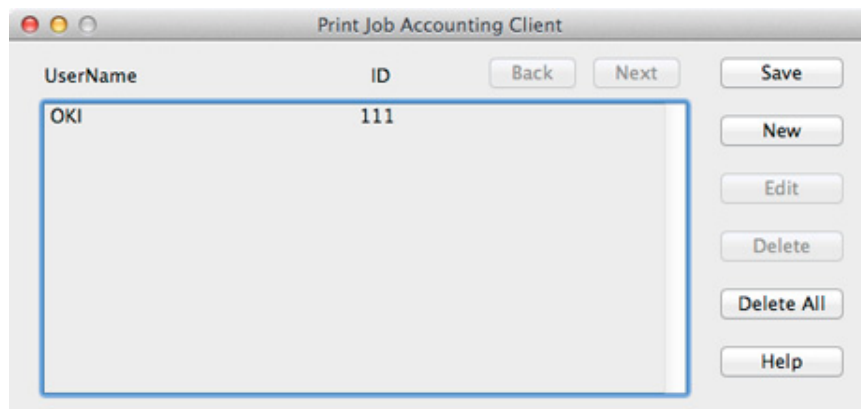 Print Job Accounting Client
UserName ID Back Next Save
OKI 111
New
Edit
Delete
Delete All
Help